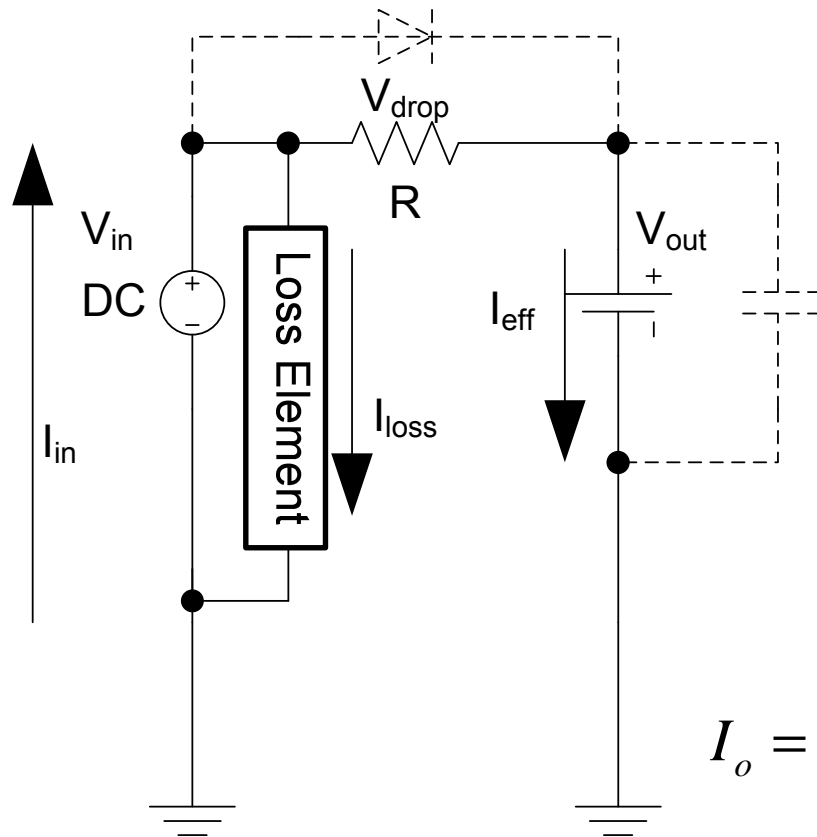 V_drop
R
V_in
DC
+
−
Loss Element
I_in
I_loss
I_eff
V_out
+
−
I_o =